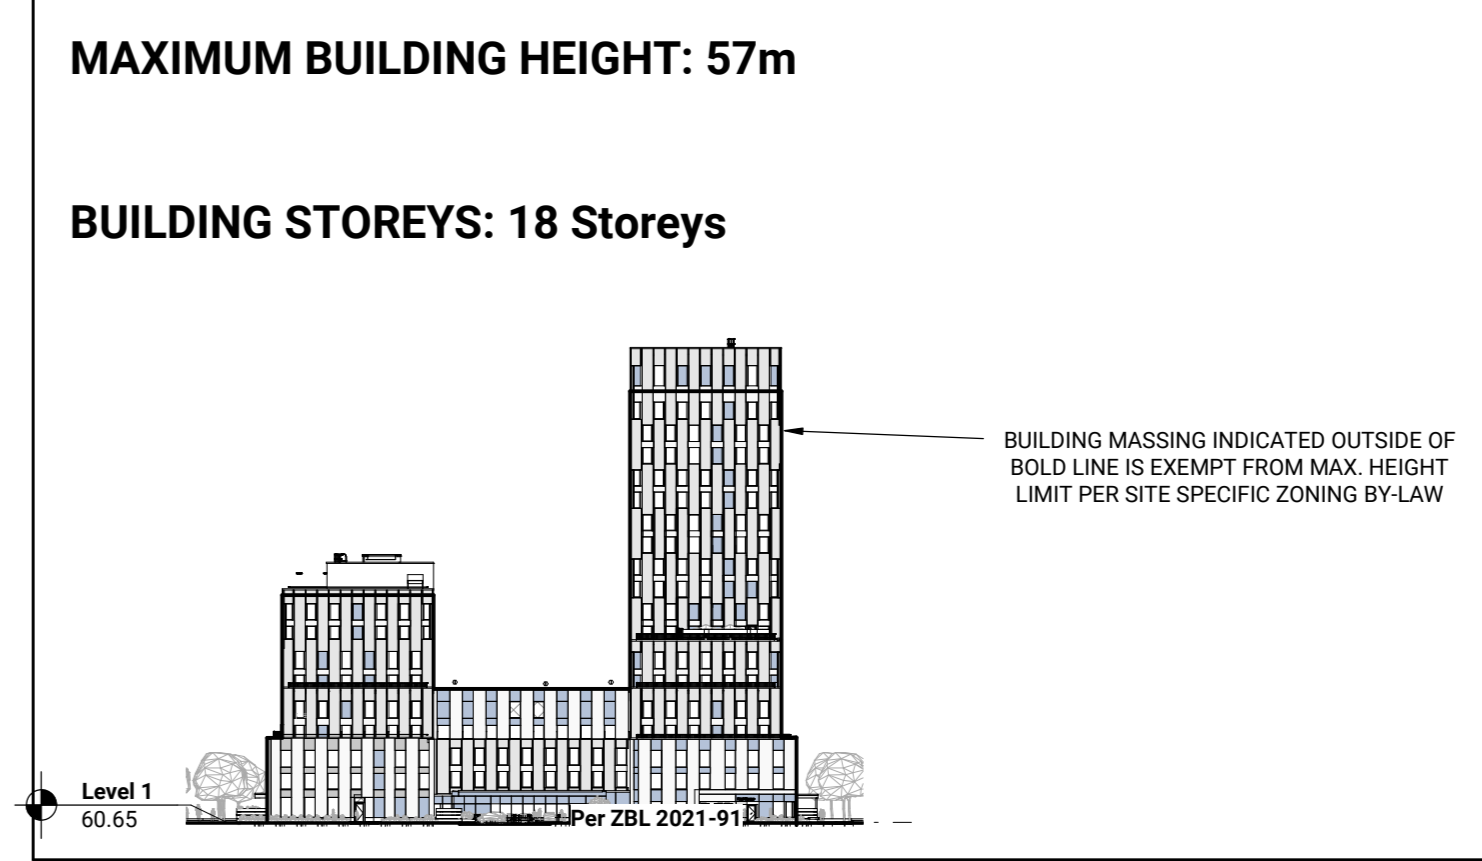 MAXIMUM BUILDING HEIGHT: 57m
BUILDING STOREYS: 18 Storeys
BUILDING MASSING INDICATED OUTSIDE OF
BOLD LINE IS EXEMPT FROM MAX. HEIGHT
LIMIT PER SITE SPECIFIC ZONING BY-LAW
Level 1
60.65
Per ZBL 2021-91